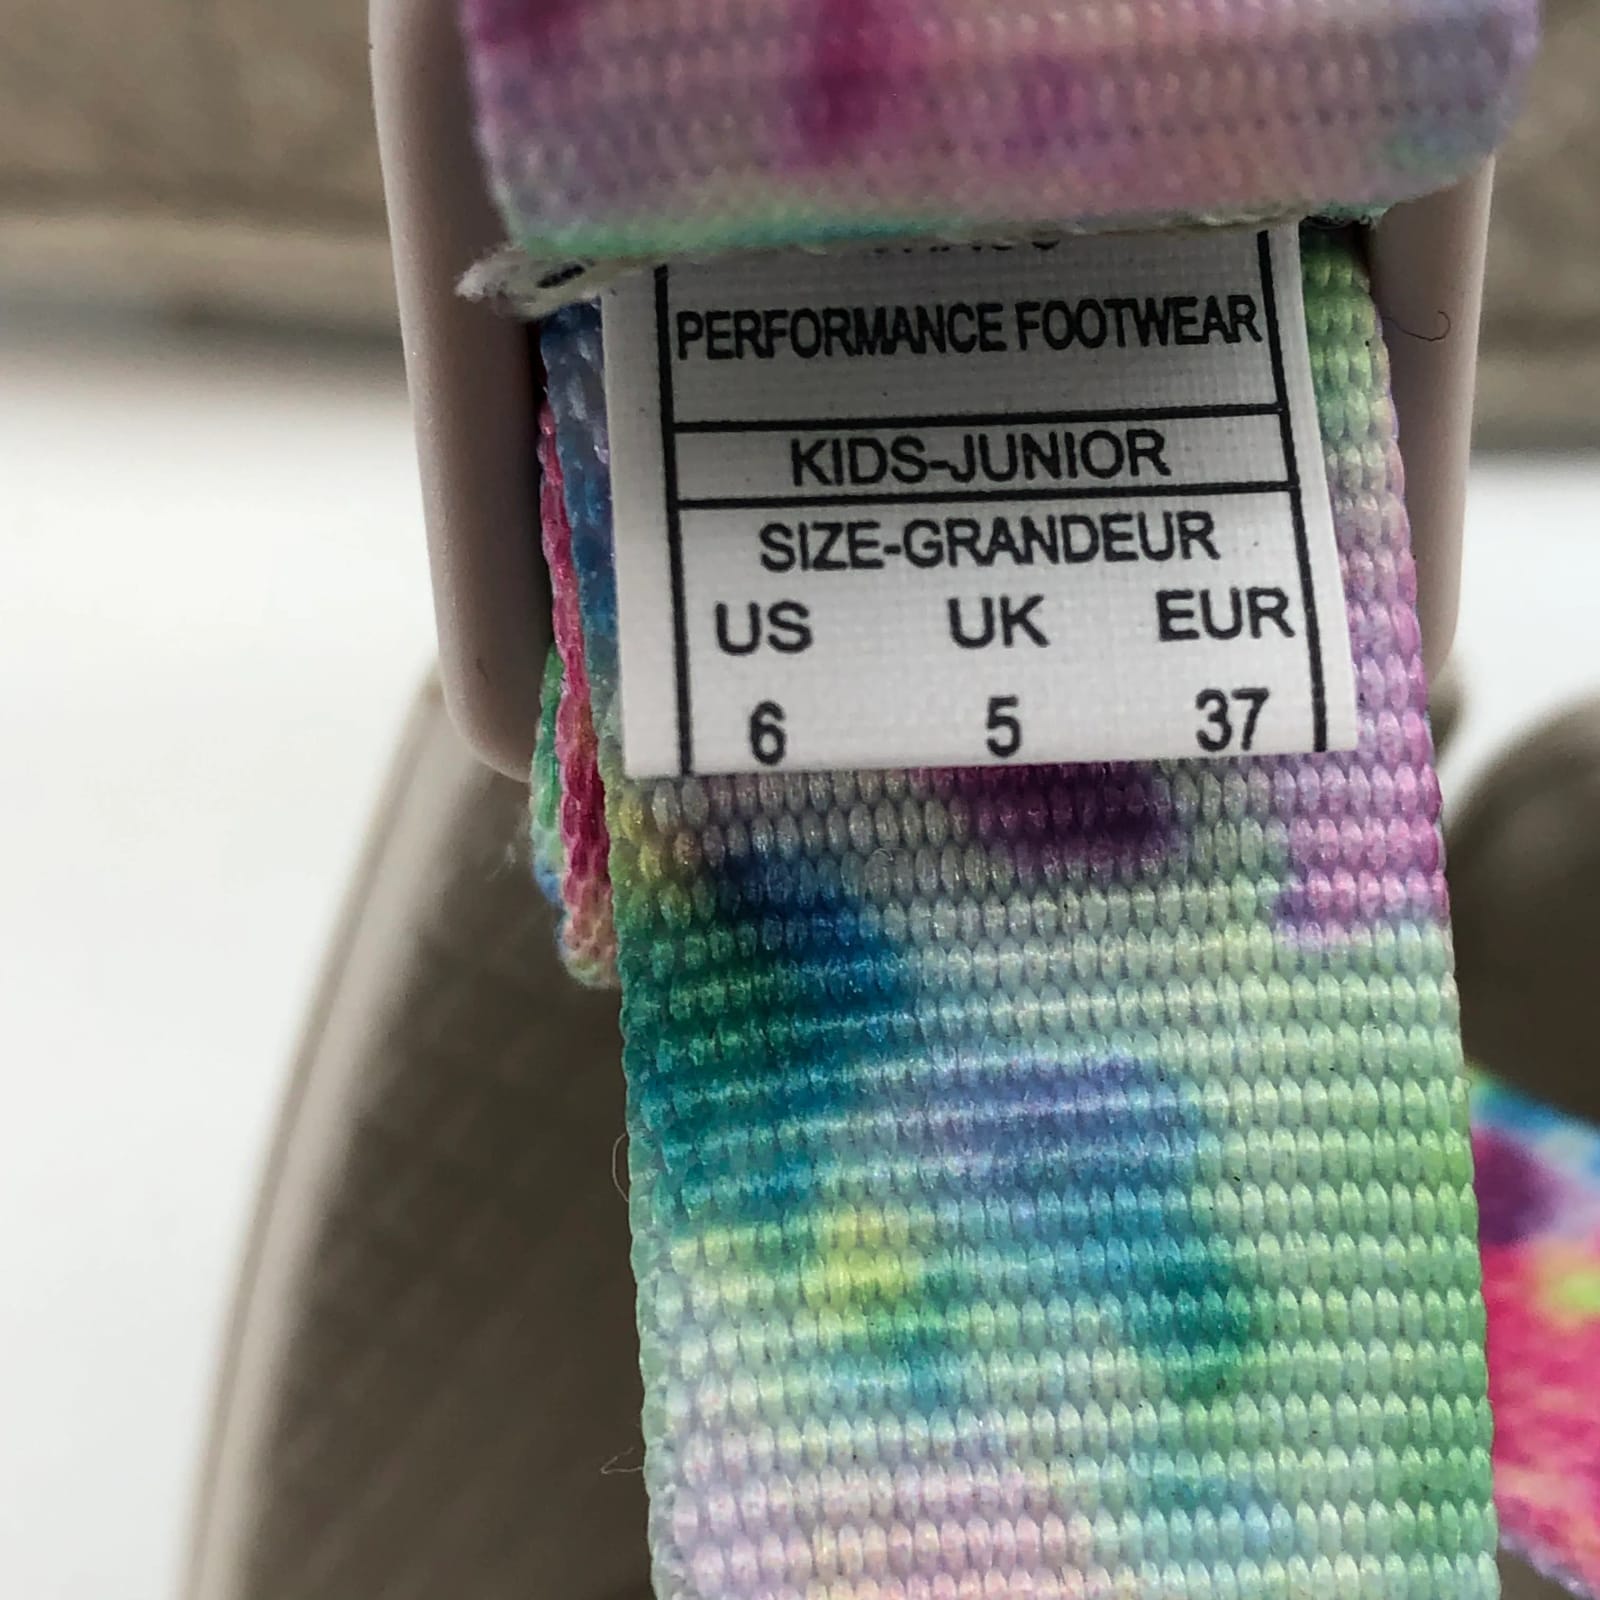 PERFORMANCE FOOTWEAR
KIDS-JUNIOR
SIZE-GRANDEUR
US UK EUR
6 5 37